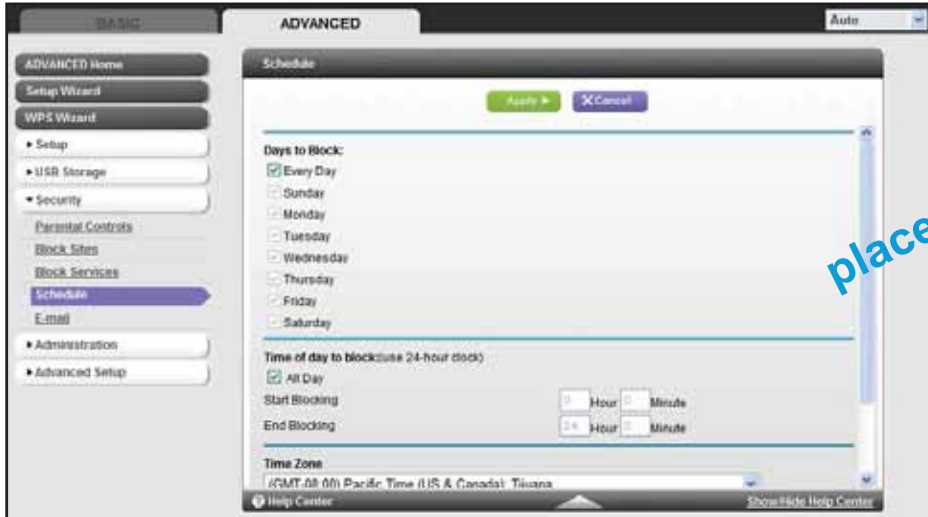 BASIC
ADVANCED
Auto
ADVANCED Home
Setup Wizard
WPS Wizard
Setup
USB Storage
Security
Parental Controls
Block Sites
Block Services
Schedule
E-mail
Administration
Advanced Setup
Schedule
Apply
X Cancel
Days to Block:
Every Day
Sunday
Monday
Tuesday
Wednesday
Thursday
Friday
Saturday
Time of day to block:(use 24-hour clock)
All Day
Start Blocking
0 Hour 0 Minute
End Blocking
24 Hour 0 Minute
Time Zone
(GMT-08:00) Pacific Time (US & Canada); Tijuana
Help Center
Show/Hide Help Center